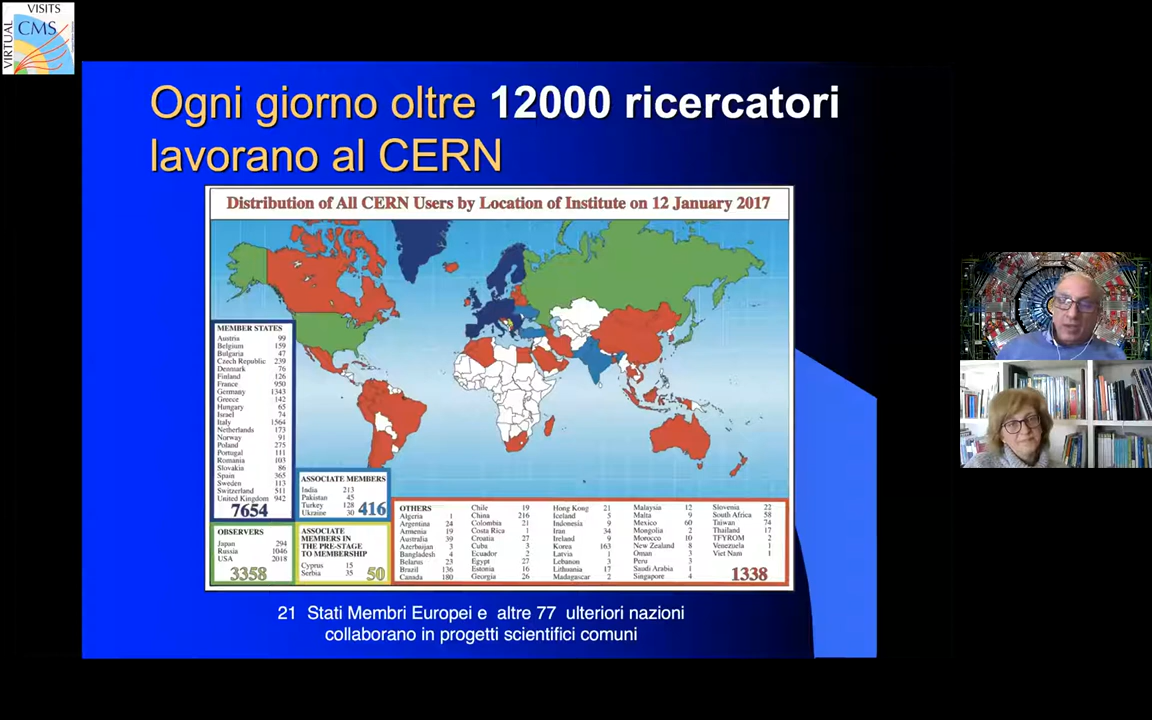 VISITS
VIRTUAL
CMS
Ogni giorno oltre 12000 ricercatori
lavorano al CERN
Distribution of All CERN Users by Location of Institute on 12 January 2017
MEMBER STATES
Austria 99
Belgium 159
Bulgaria 47
Czech Republic 239
Denmark 76
Finland 126
France 950
Germany 1343
Greece 142
Hungary 65
Israel 74
Italy 1564
Netherlands 173
Norway 91
Poland 275
Portugal 111
Romania 103
Slovakia 86
Spain 365
Sweden 113
Switzerland 511
United Kingdom 942
7654
ASSOCIATE MEMBERS
India 213
Pakistan 45
Turkey 128
Ukraine 30
416
OBSERVERS
Japan 294
Russia 1046
USA 2018
3358
ASSOCIATE
MEMBERS IN
THE PRE-STAGE
TO MEMBERSHIP
Cyprus 15
Serbia 35
50
OTHERS
Algeria 1
Argentina 24
Armenia 19
Australia 39
Azerbaijan 3
Bangladesh 4
Belarus 23
Brazil 136
Canada 180
Chile 19
China 216
Colombia 21
Costa Rica 1
Croatia 27
Cuba 3
Ecuador 2
Egypt 27
Estonia 16
Georgia 26
Hong Kong 21
Iceland 5
Indonesia 9
Iran 34
Ireland 9
Korea 163
Latvia 1
Lebanon 3
Lithuania 17
Madagascar 2
Malaysia 12
Malta 9
Mexico 60
Mongolia 2
Morocco 10
New Zealand 8
Oman 3
Peru 3
Saudi Arabia 1
Singapore 4
Slovenia 22
South Africa 58
Taiwan 74
Thailand 17
TFYROM 2
Venezuela 1
Viet Nam 1
1338
21 Stati Membri Europei e altre 77 ulteriori nazioni
collaborano in progetti scientifici comuni